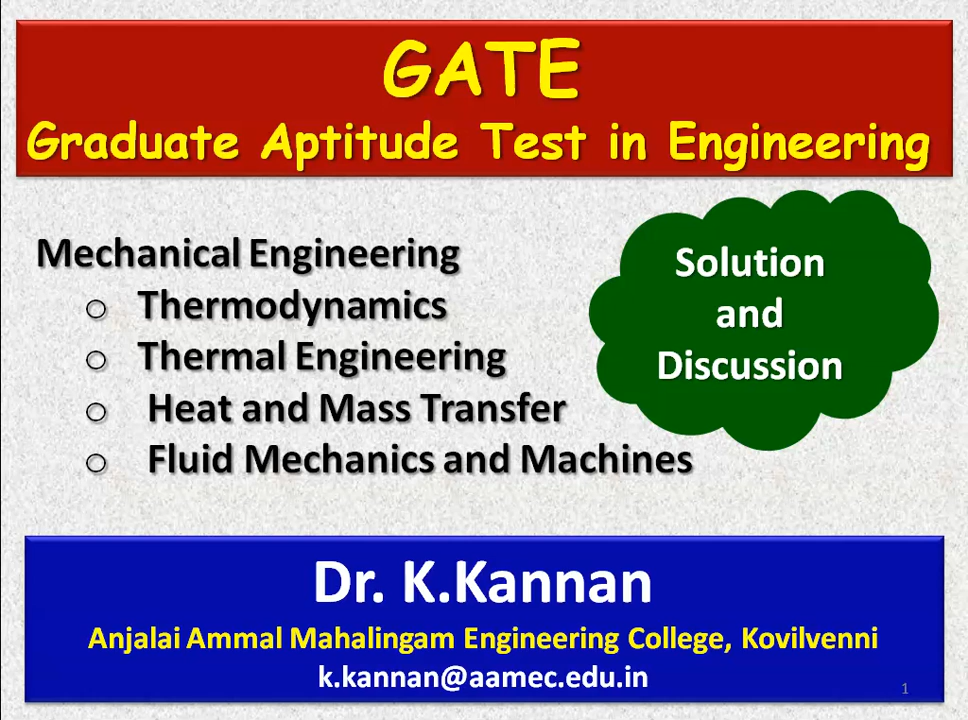 GATE
Graduate Aptitude Test in Engineering
Mechanical Engineering
o Thermodynamics
o Thermal Engineering
o Heat and Mass Transfer
o Fluid Mechanics and Machines
Solution
and
Discussion
Dr. K.Kannan
Anjalai Ammal Mahalingam Engineering College, Kovilvenni
k.kannan@aamec.edu.in
1